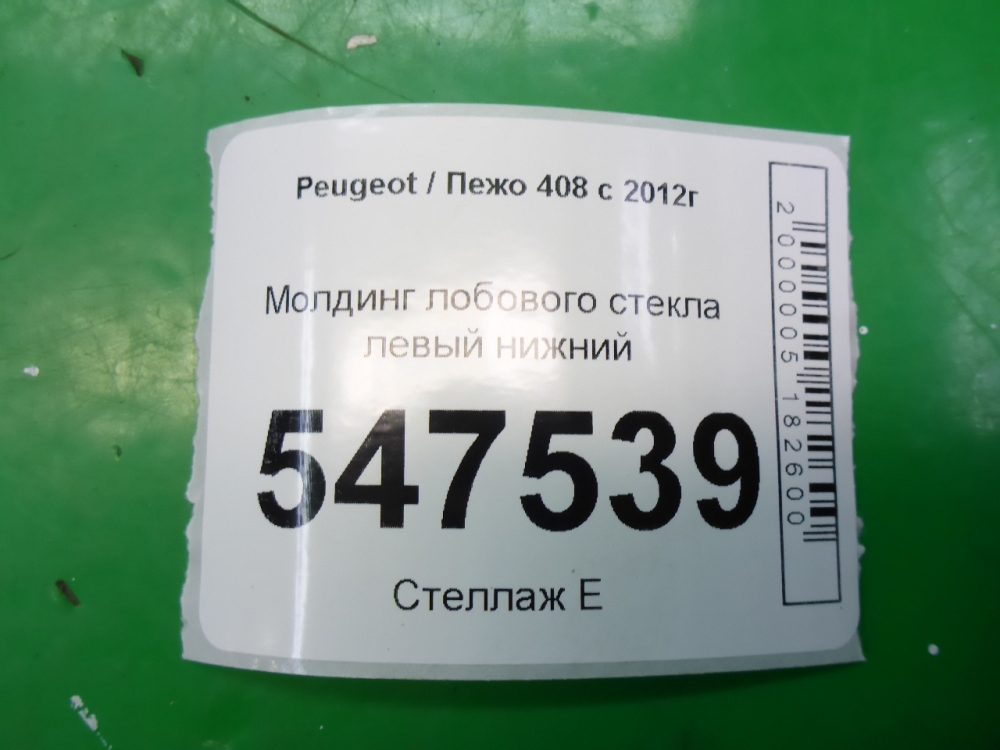 Peugeot / Пежо 408 с 2012г
Молдинг лобового стекла
левый нижний
547539
Стеллаж Е
2000005182600